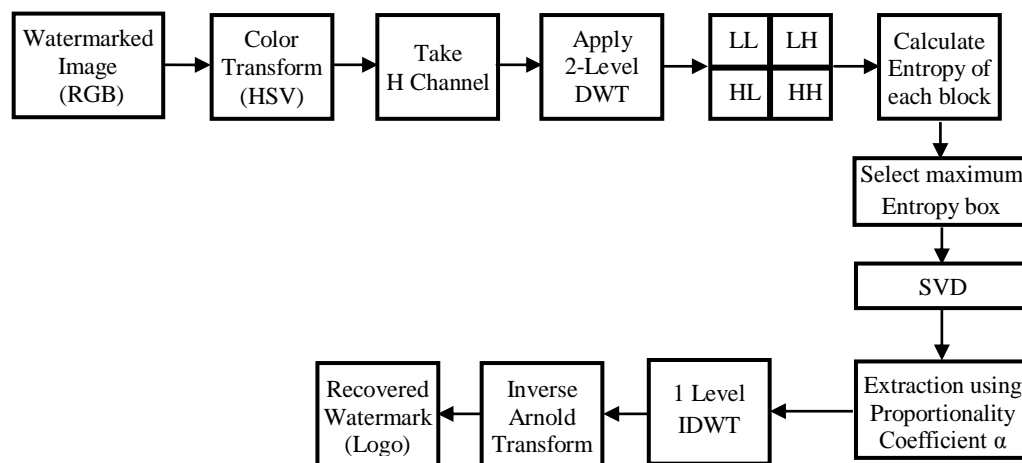 Watermarked
Image
(RGB)
Color
Transform
(HSV)
Take
H Channel
Apply
2-Level
DWT
LL LH
HL HH
Calculate
Entropy of
each block
Select maximum
Entropy box
SVD
Extraction using
Proportionality
Coefficient α
1 Level
IDWT
Inverse
Arnold
Transform
Recovered
Watermark
(Logo)